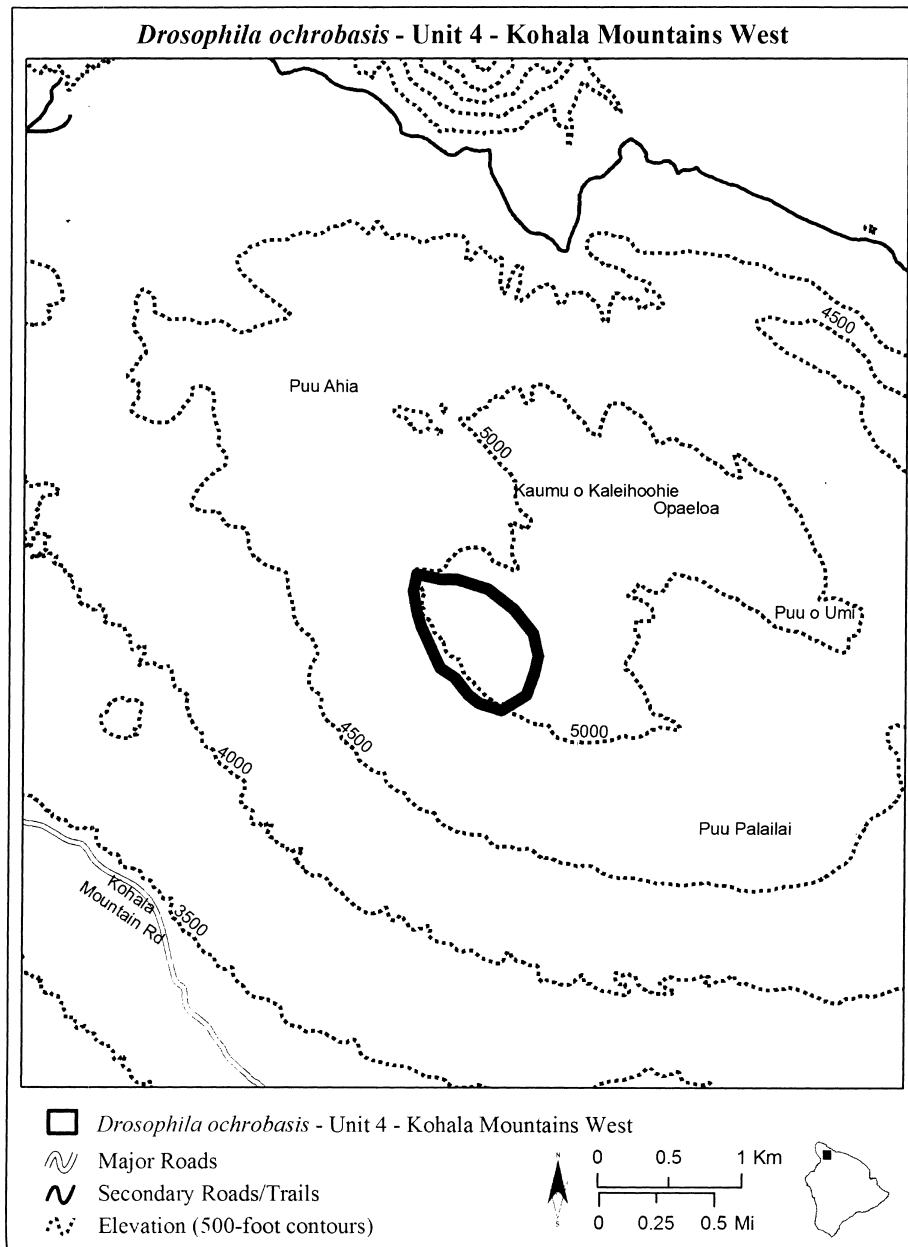 Drosophila ochrobasis - Unit 4 - Kohala Mountains West
4500
Puu Ahia
5000
Kaumu o Kaleihoohie
Opaeloa
Puu o Umi
5000
4500
4000
Puu Palailai
Kohala
Mountain Rd
3500
Drosophila ochrobasis - Unit 4 - Kohala Mountains West
Major Roads
Secondary Roads/Trails
Elevation (500-foot contours)
N
S
0 0.5 1 Km
0 0.25 0.5 Mi